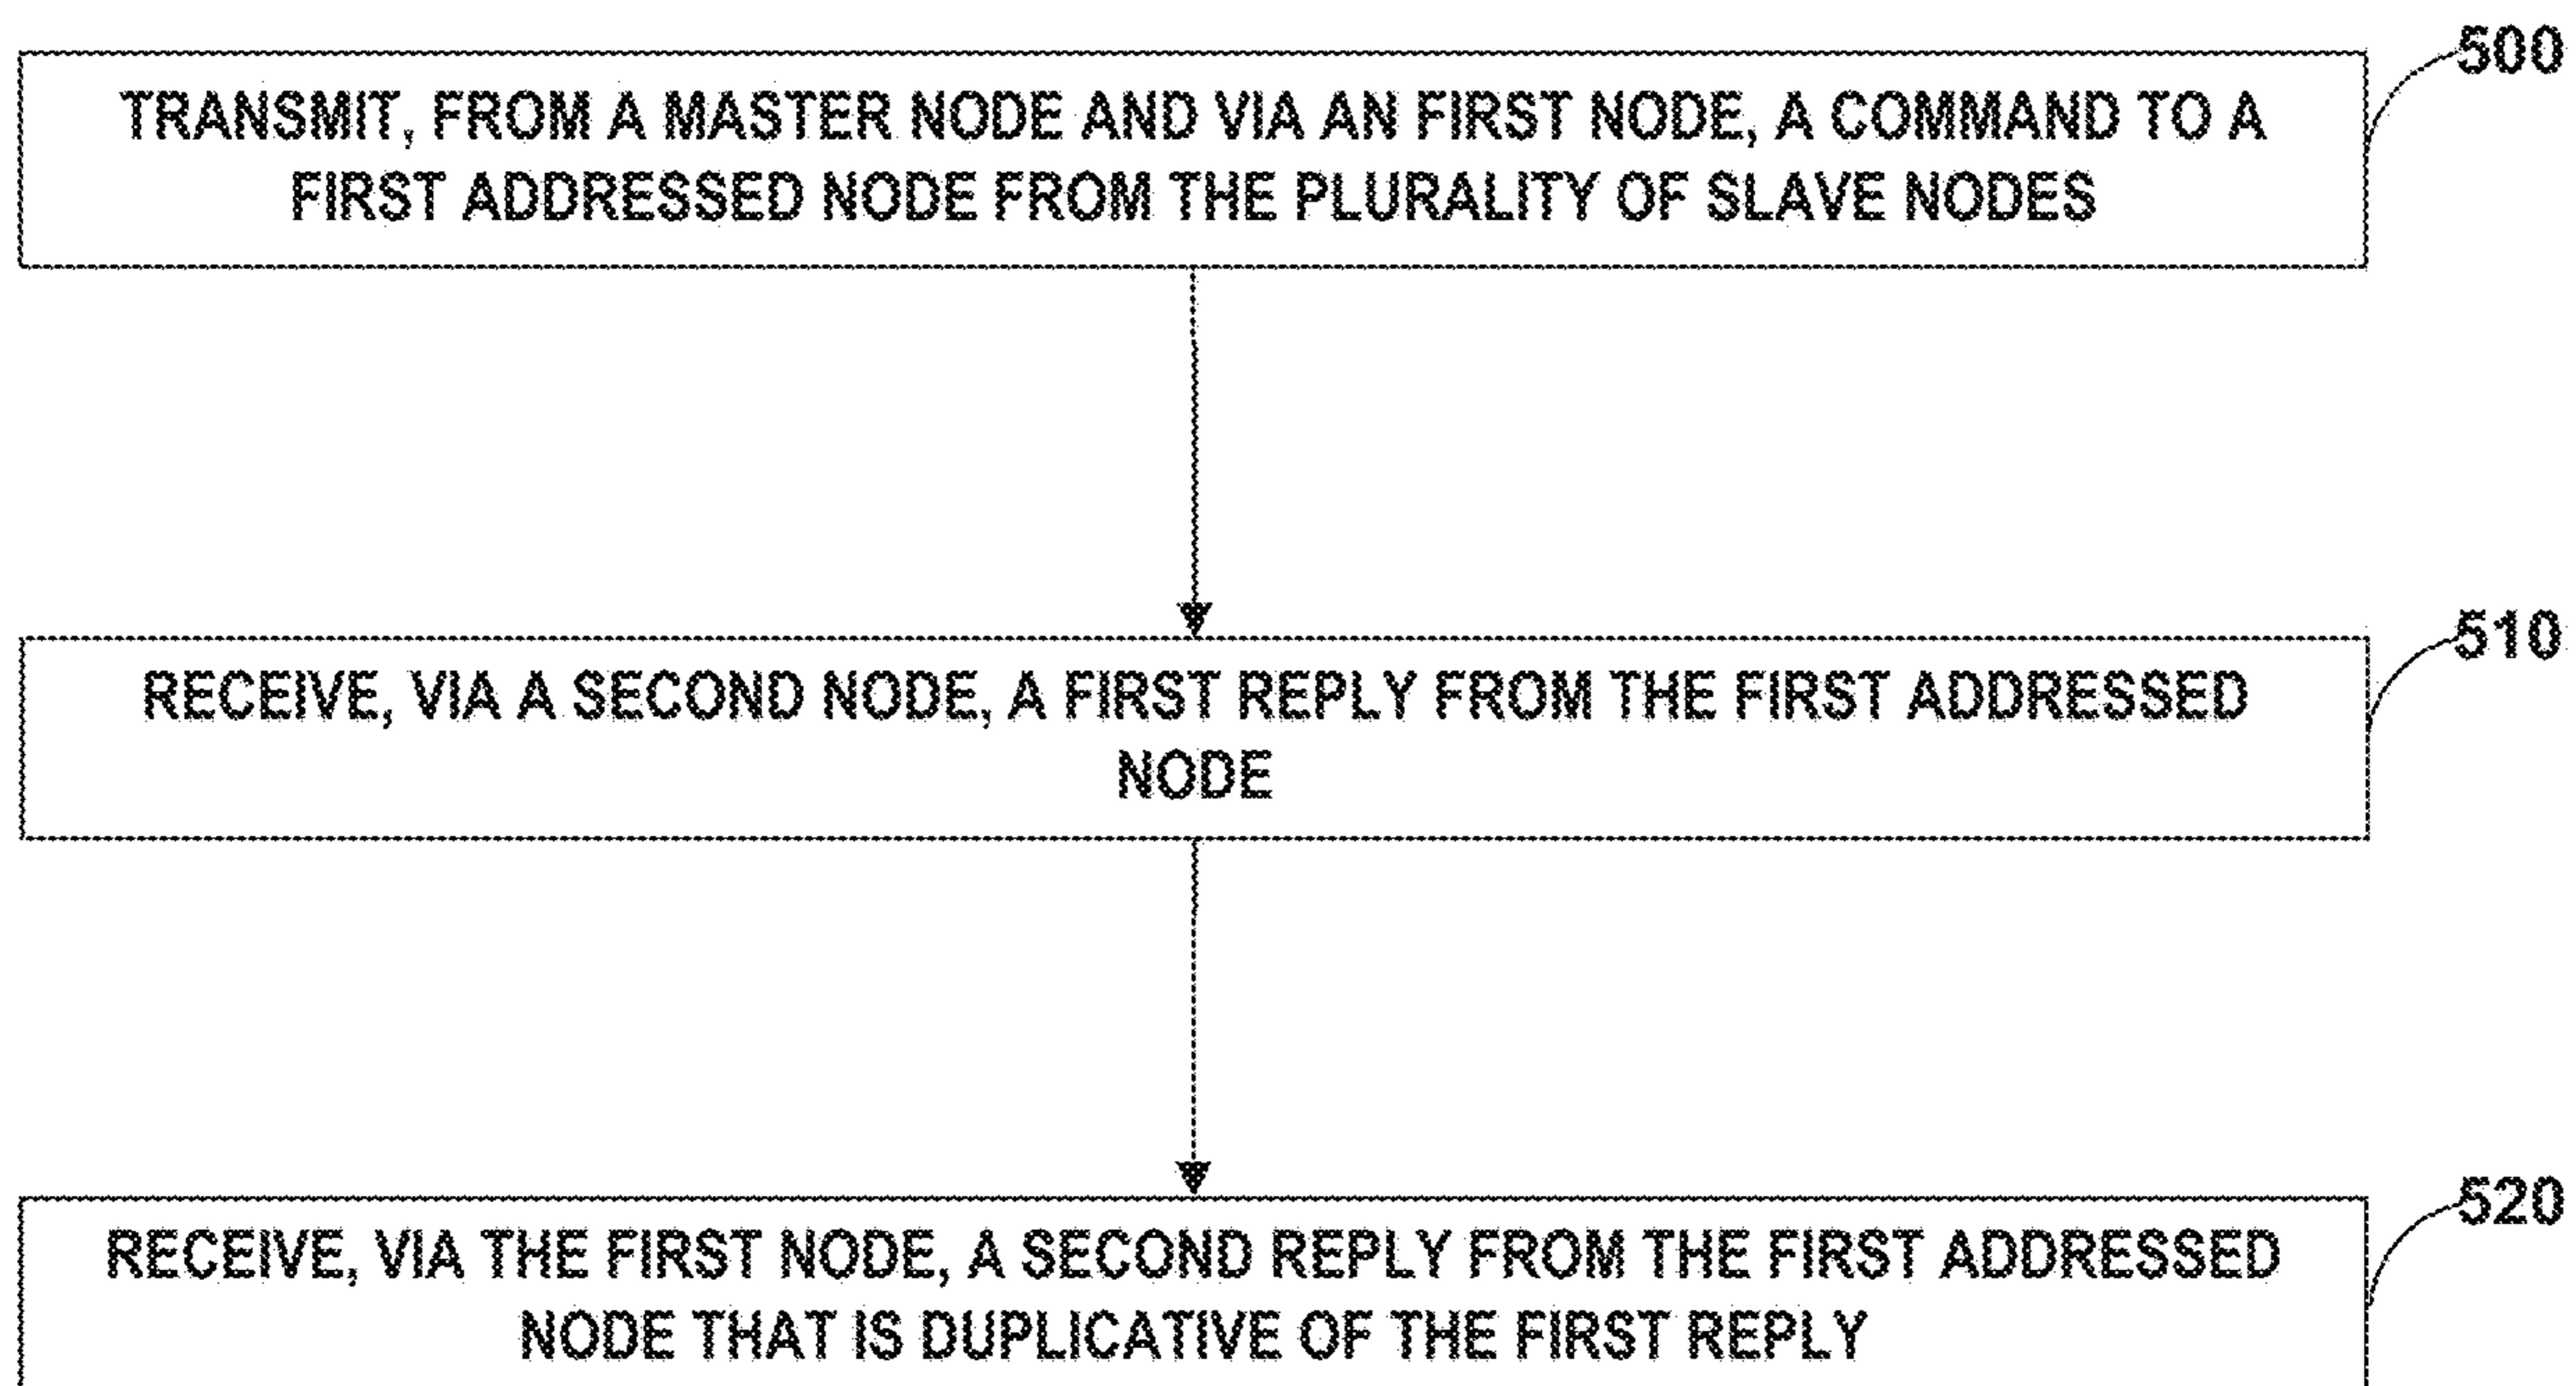 500
TRANSMIT, FROM A MASTER NODE AND VIA AN FIRST NODE, A COMMAND TO A
FIRST ADDRESSED NODE FROM THE PLURALITY OF SLAVE NODES
510
RECEIVE, VIA A SECOND NODE, A FIRST REPLY FROM THE FIRST ADDRESSED
NODE
520
RECEIVE, VIA THE FIRST NODE, A SECOND REPLY FROM THE FIRST ADDRESSED
NODE THAT IS DUPLICATIVE OF THE FIRST REPLY